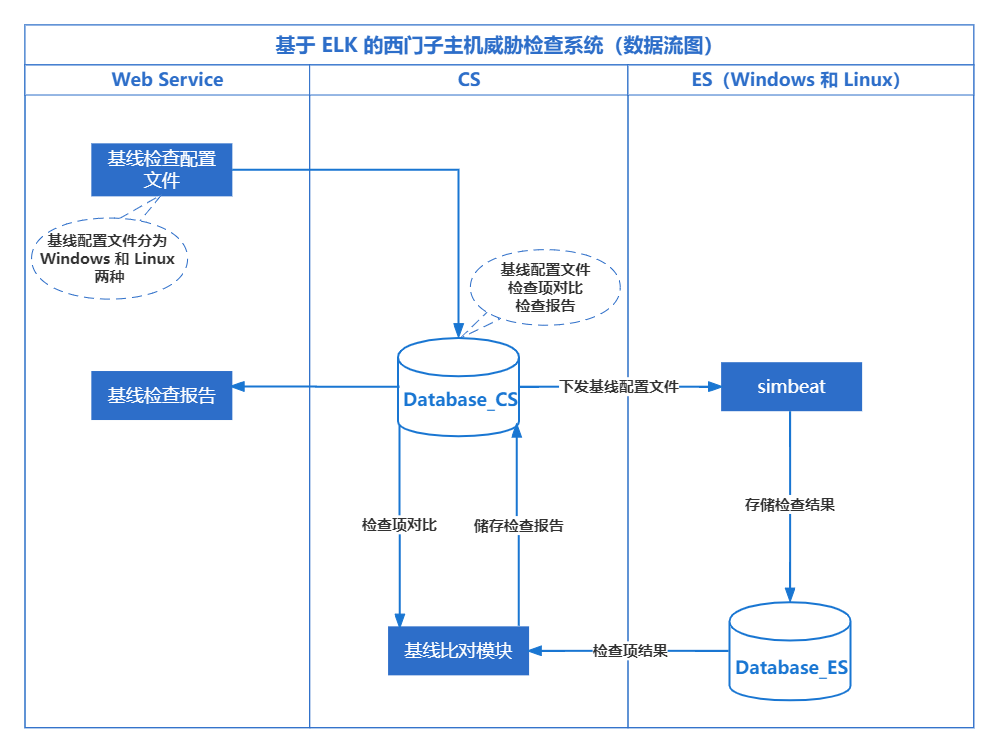 基于 ELK 的西门子主机威胁检查系统（数据流图）
Web Service
CS
ES（Windows 和 Linux）
基线检查配置
文件
基线配置文件分为
Windows 和 Linux
两种
基线配置文件
检查项对比
检查报告
基线检查报告
Database_CS
下发基线配置文件
simbeat
存储检查结果
检查项对比
储存检查报告
基线比对模块
检查项结果
Database_ES